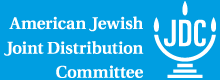 American Jewish
Joint Distribution
Committee
JDC